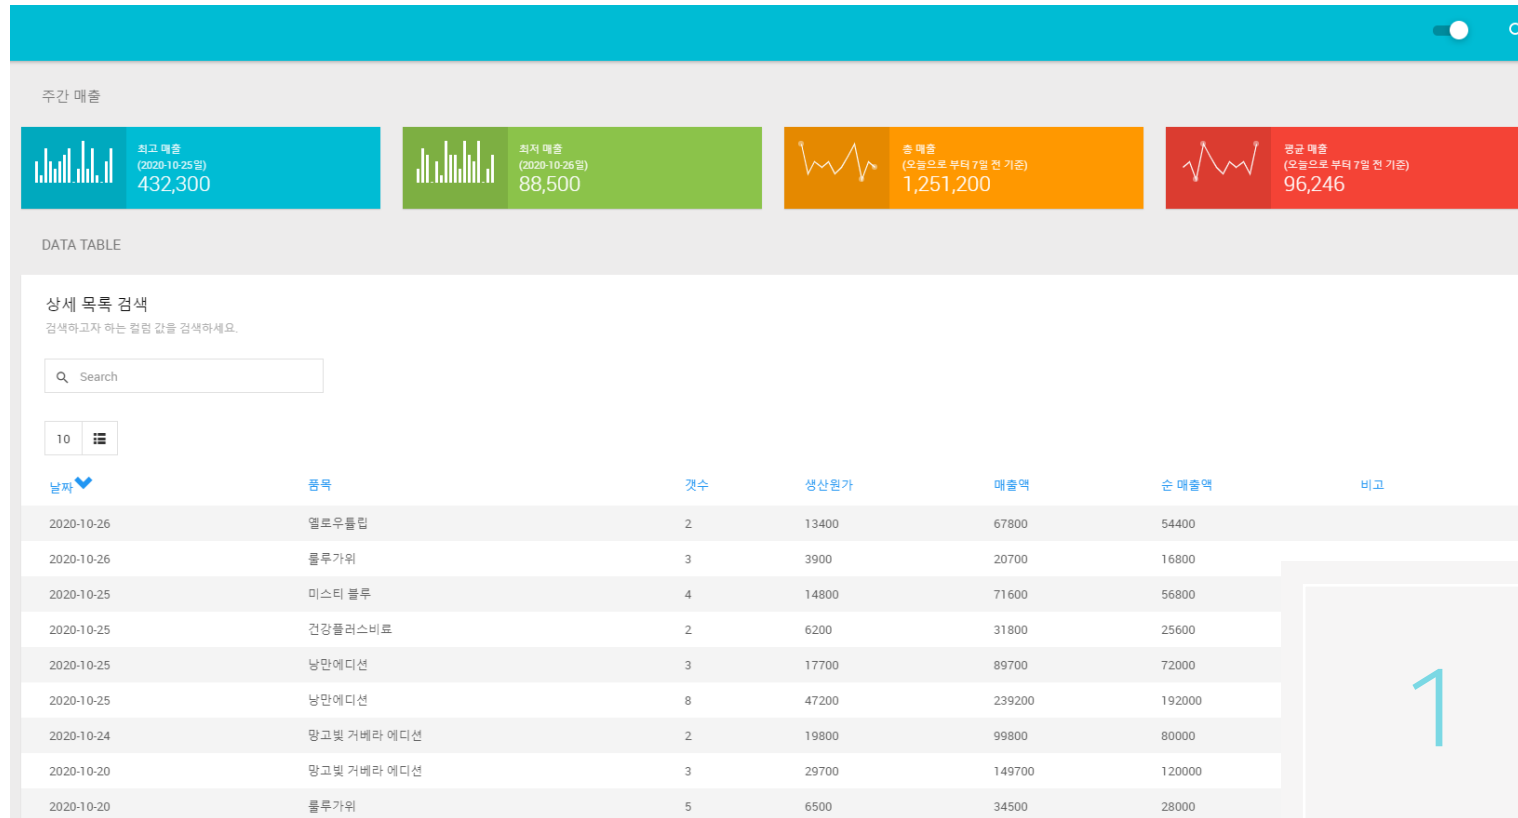 주간 매출
최고 매출
(2020-10-25일)
432,300
최저 매출
(2020-10-26일)
88,500
총 매출
(오늘으로 부터 7일 전 기준)
1,251,200
평균 매출
(오늘으로 부터 7일 전 기준)
96,246
DATA TABLE
상세 목록 검색
검색하고자 하는 컬럼 값을 검색하세요.
Search
10
날짜 품목 갯수 생산원가 매출액 순 매출액 비고
2020-10-26 옐로우튤립 2 13400 67800 54400
2020-10-26 룰루가위 3 3900 20700 16800
2020-10-25 미스티 블루 4 14800 71600 56800
2020-10-25 건강플러스비료 2 6200 31800 25600
2020-10-25 낭만에디션 3 17700 89700 72000
2020-10-25 낭만에디션 8 47200 239200 192000
2020-10-24 망고빛 거베라 에디션 2 19800 99800 80000
2020-10-20 망고빛 거베라 에디션 3 29700 149700 120000
2020-10-20 룰루가위 5 6500 34500 28000
1